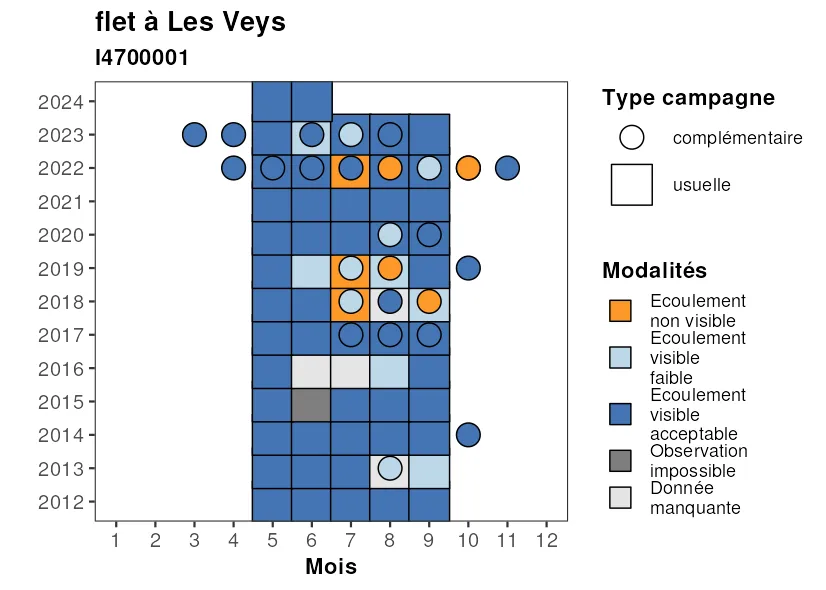 flet à Les Veys
I4700001
2024
2023
2022
2021
2020
2019
2018
2017
2016
2015
2014
2013
2012
1 2 3 4 5 6 7 8 9 10 11 12
Mois
Type campagne
complémentaire
usuelle
Modalités
Ecoulement
non visible
Ecoulement
visible
faible
Ecoulement
visible
acceptable
Observation
impossible
Donnée
manquante